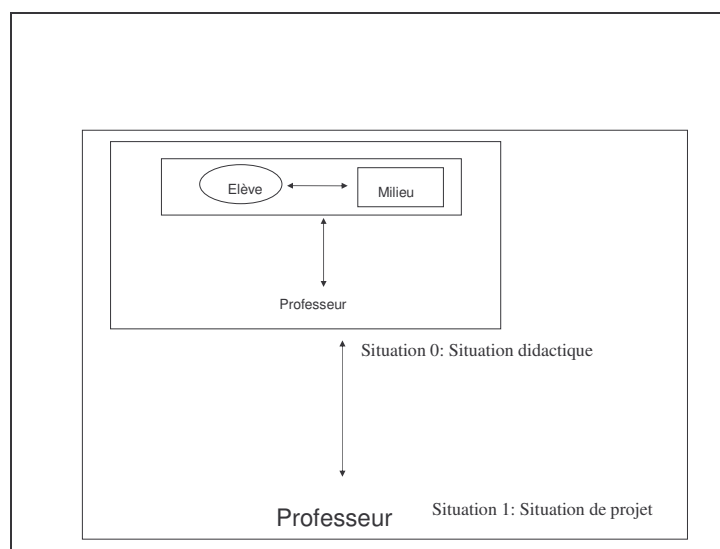 Elève
Milieu
Professeur
Situation 0: Situation didactique
Professeur
Situation 1: Situation de projet